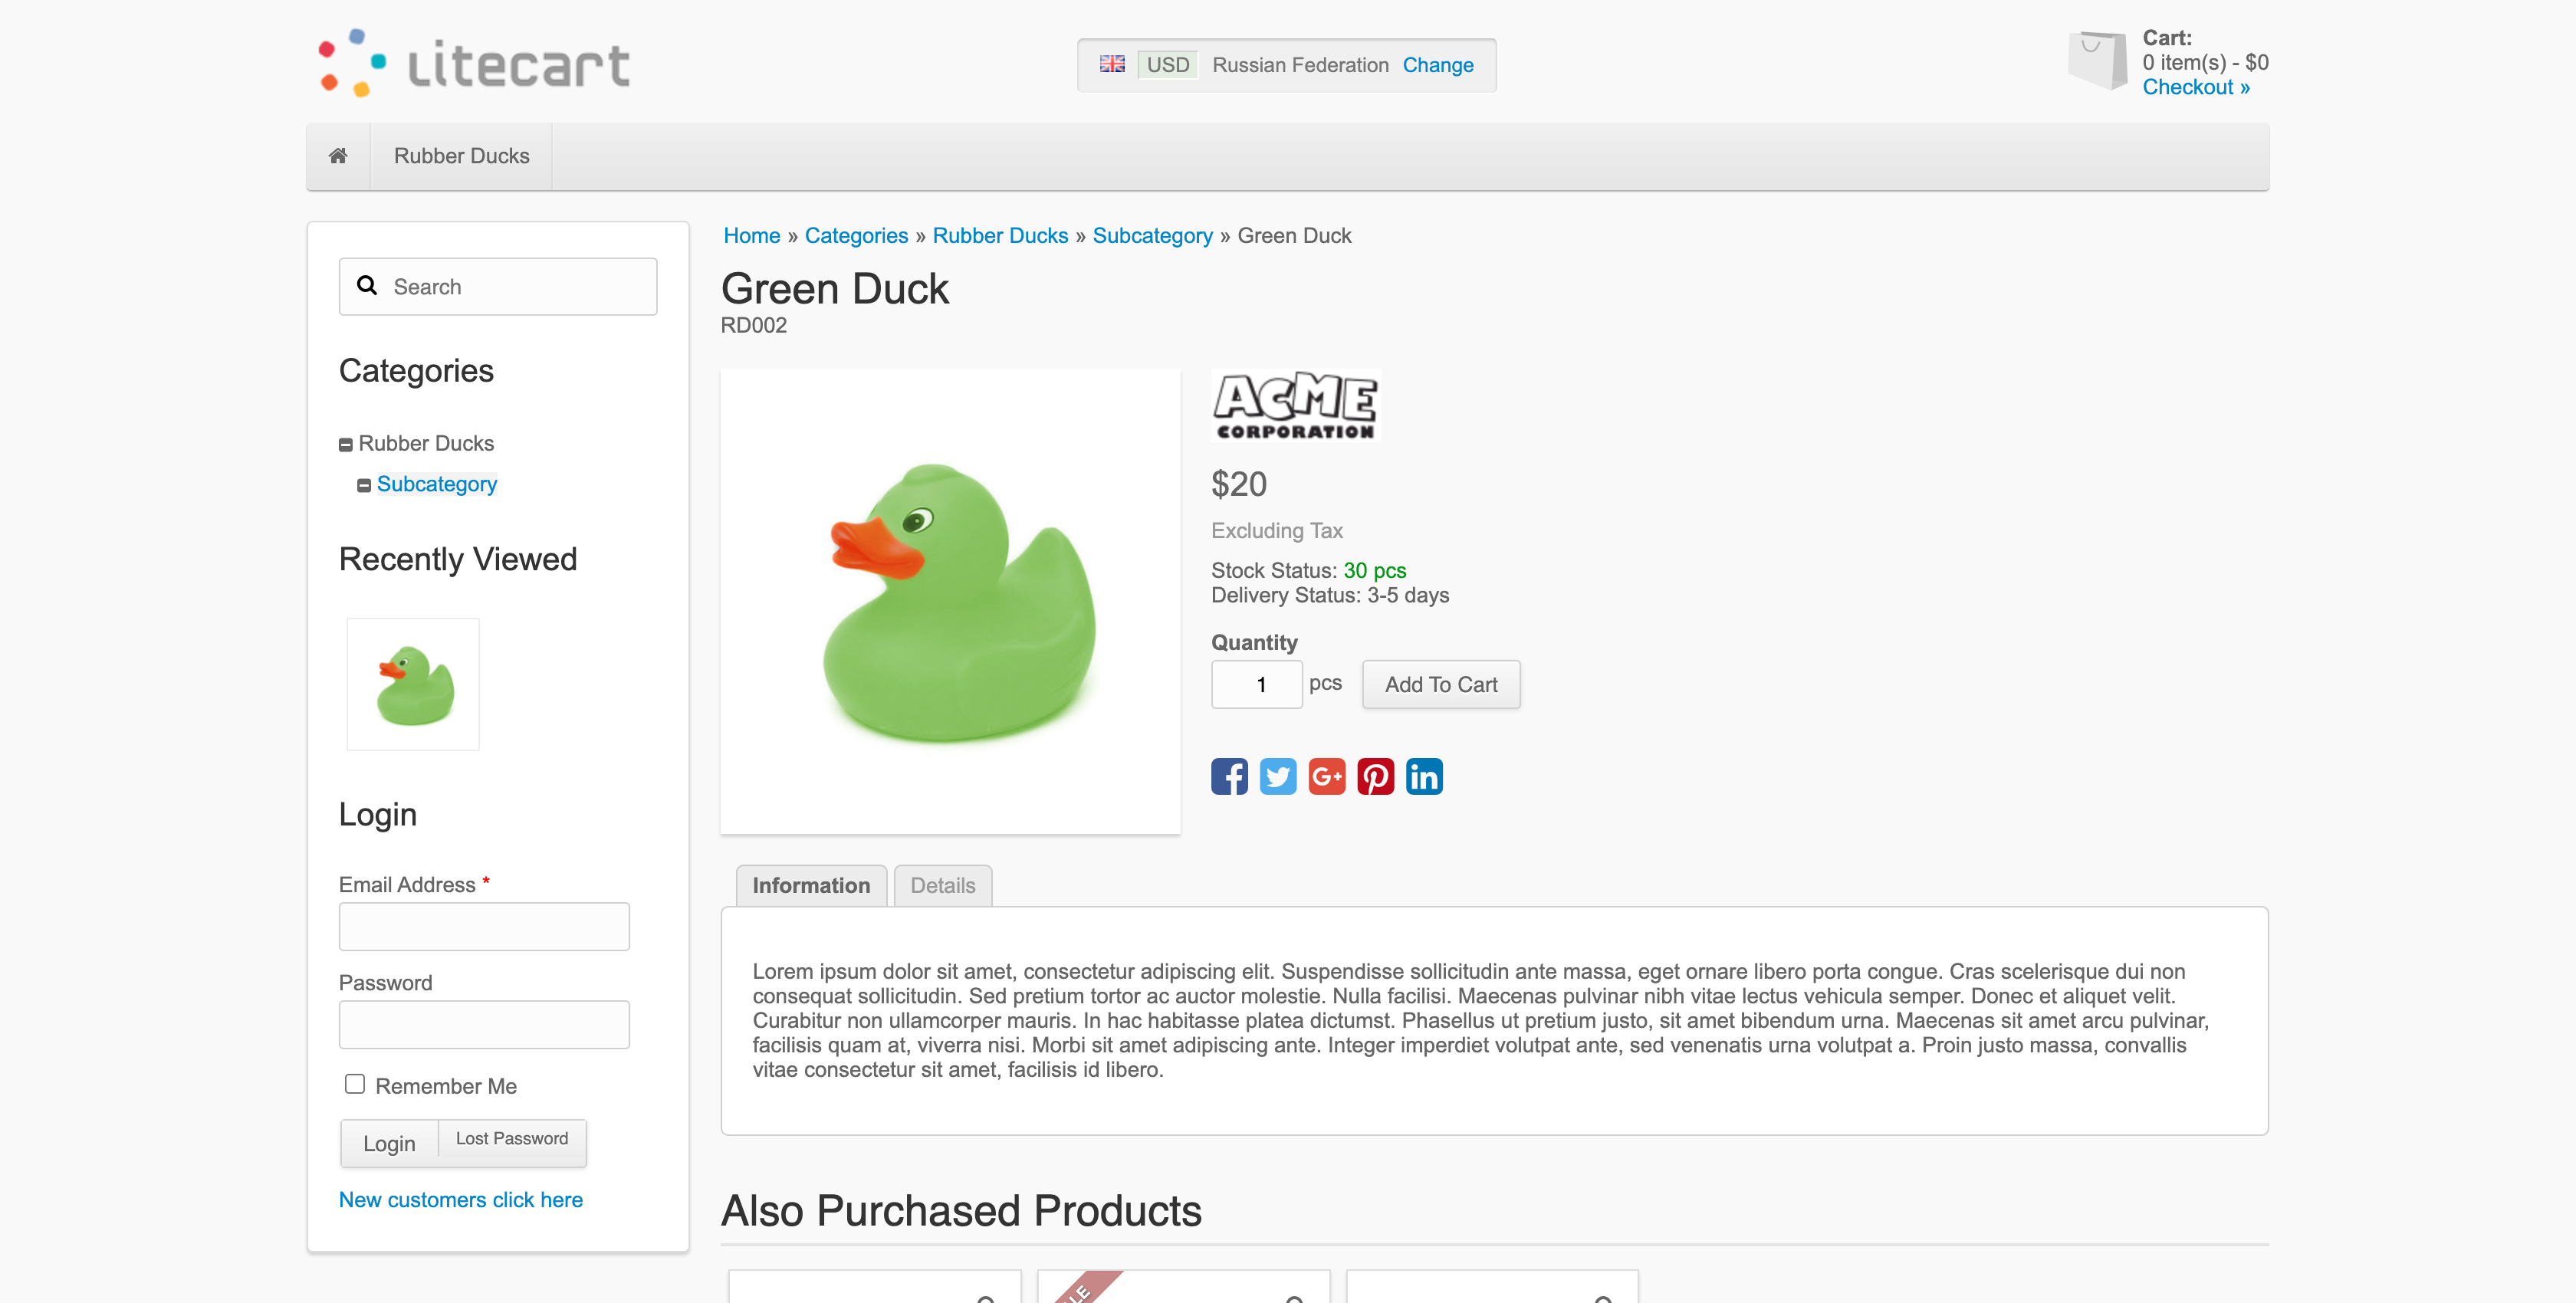 Litecart
USD Russian Federation Change
Cart:
0 item(s) - $0
Checkout »
Rubber Ducks
Search
Categories
Rubber Ducks
Subcategory
Recently Viewed
Login
Email Address *
Password
Remember Me
Login Lost Password
New customers click here
Home » Categories » Rubber Ducks » Subcategory » Green Duck
Green Duck
RD002
ACME
CORPORATION
$20
Excluding Tax
Stock Status: 30 pcs
Delivery Status: 3-5 days
Quantity
1 pcs Add To Cart
f G+ in
Information Details
Lorem ipsum dolor sit amet, consectetur adipiscing elit. Suspendisse sollicitudin ante massa, eget ornare libero porta congue. Cras scelerisque dui non
consequat sollicitudin. Sed pretium tortor ac auctor molestie. Nulla facilisi. Maecenas pulvinar nibh vitae lectus vehicula semper. Donec et aliquet velit.
Curabitur non ullamcorper mauris. In hac habitasse platea dictumst. Phasellus ut pretium justo, sit amet bibendum urna. Maecenas sit amet arcu pulvinar,
facilisis quam at, viverra nisi. Morbi sit amet adipiscing ante. Integer imperdiet volutpat ante, sed venenatis urna volutpat a. Proin justo massa, convallis
vitae consectetur sit amet, facilisis id libero.
Also Purchased Products